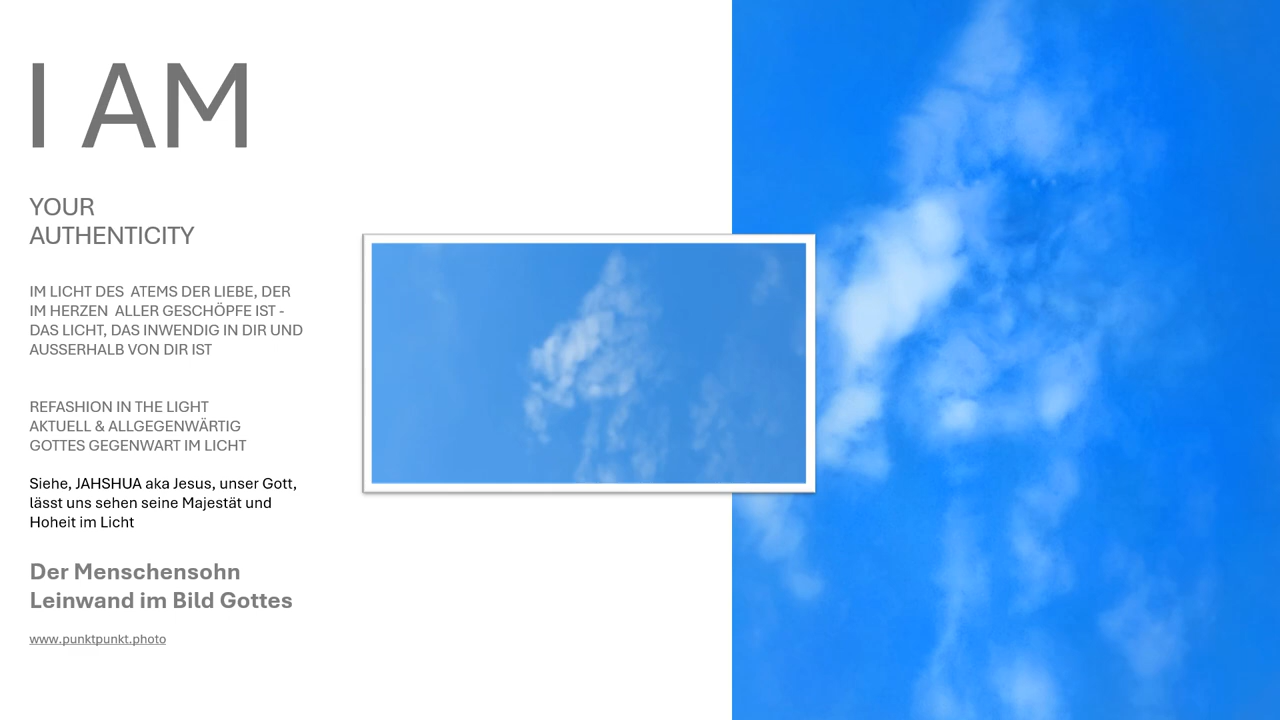 I AM
YOUR
AUTHENTICITY
IM LICHT DES  ATEMS DER LIEBE, DER
IM HERZEN  ALLER GESCHÖPFE IST -
DAS LICHT, DAS INWENDIG IN DIR UND
AUSSERHALB VON DIR IST
REFASHION IN THE LIGHT
AKTUELL & ALLGEGENWÄRTIG
GOTTES GEGENWART IM LICHT
Siehe, JAHSHUA aka Jesus, unser Gott,
lässt uns sehen seine Majestät und
Hoheit im Licht
Der Menschensohn
Leinwand im Bild Gottes
www.punktpunkt.photo